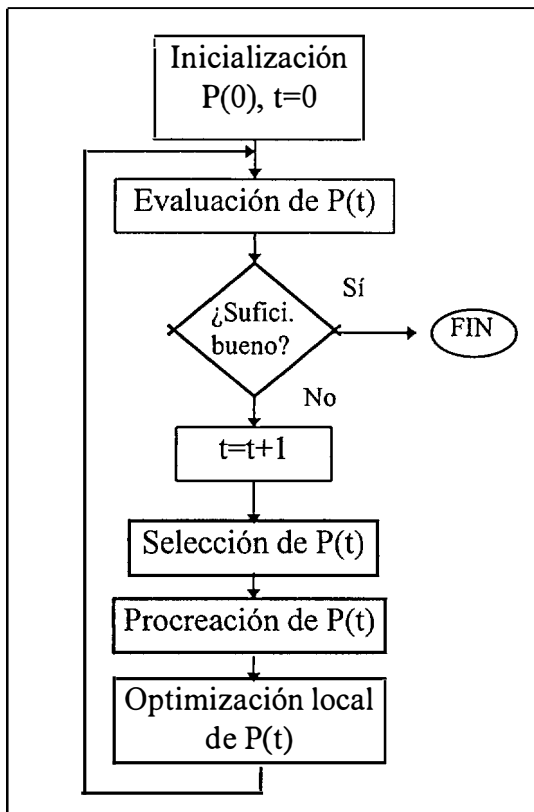 Inicialización
P(0), t=0
Evaluación de P(t)
¿Sufici.
bueno?
Sí
FIN
No
t=t+1
Selección de P(t)
Procreación de P(t)
Optimización local
de P(t)